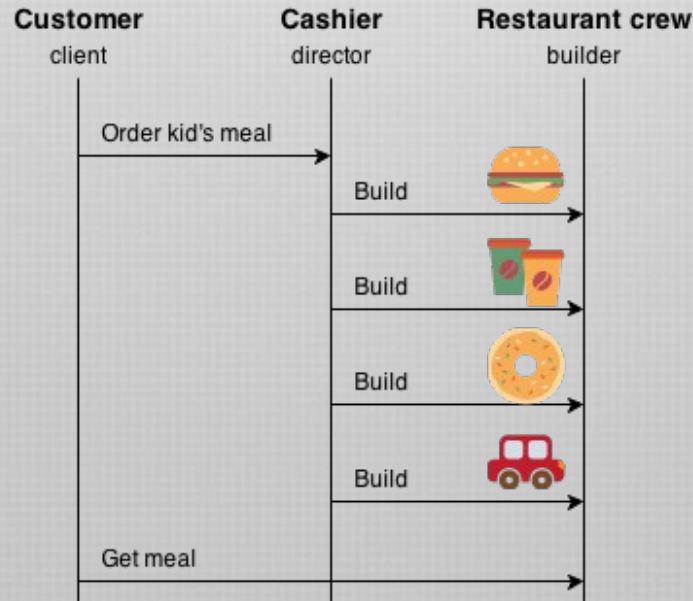 Customer
Cashier
Restaurant crew
client
director
builder
Order kid's meal
Build
Build
Build
Build
Get meal